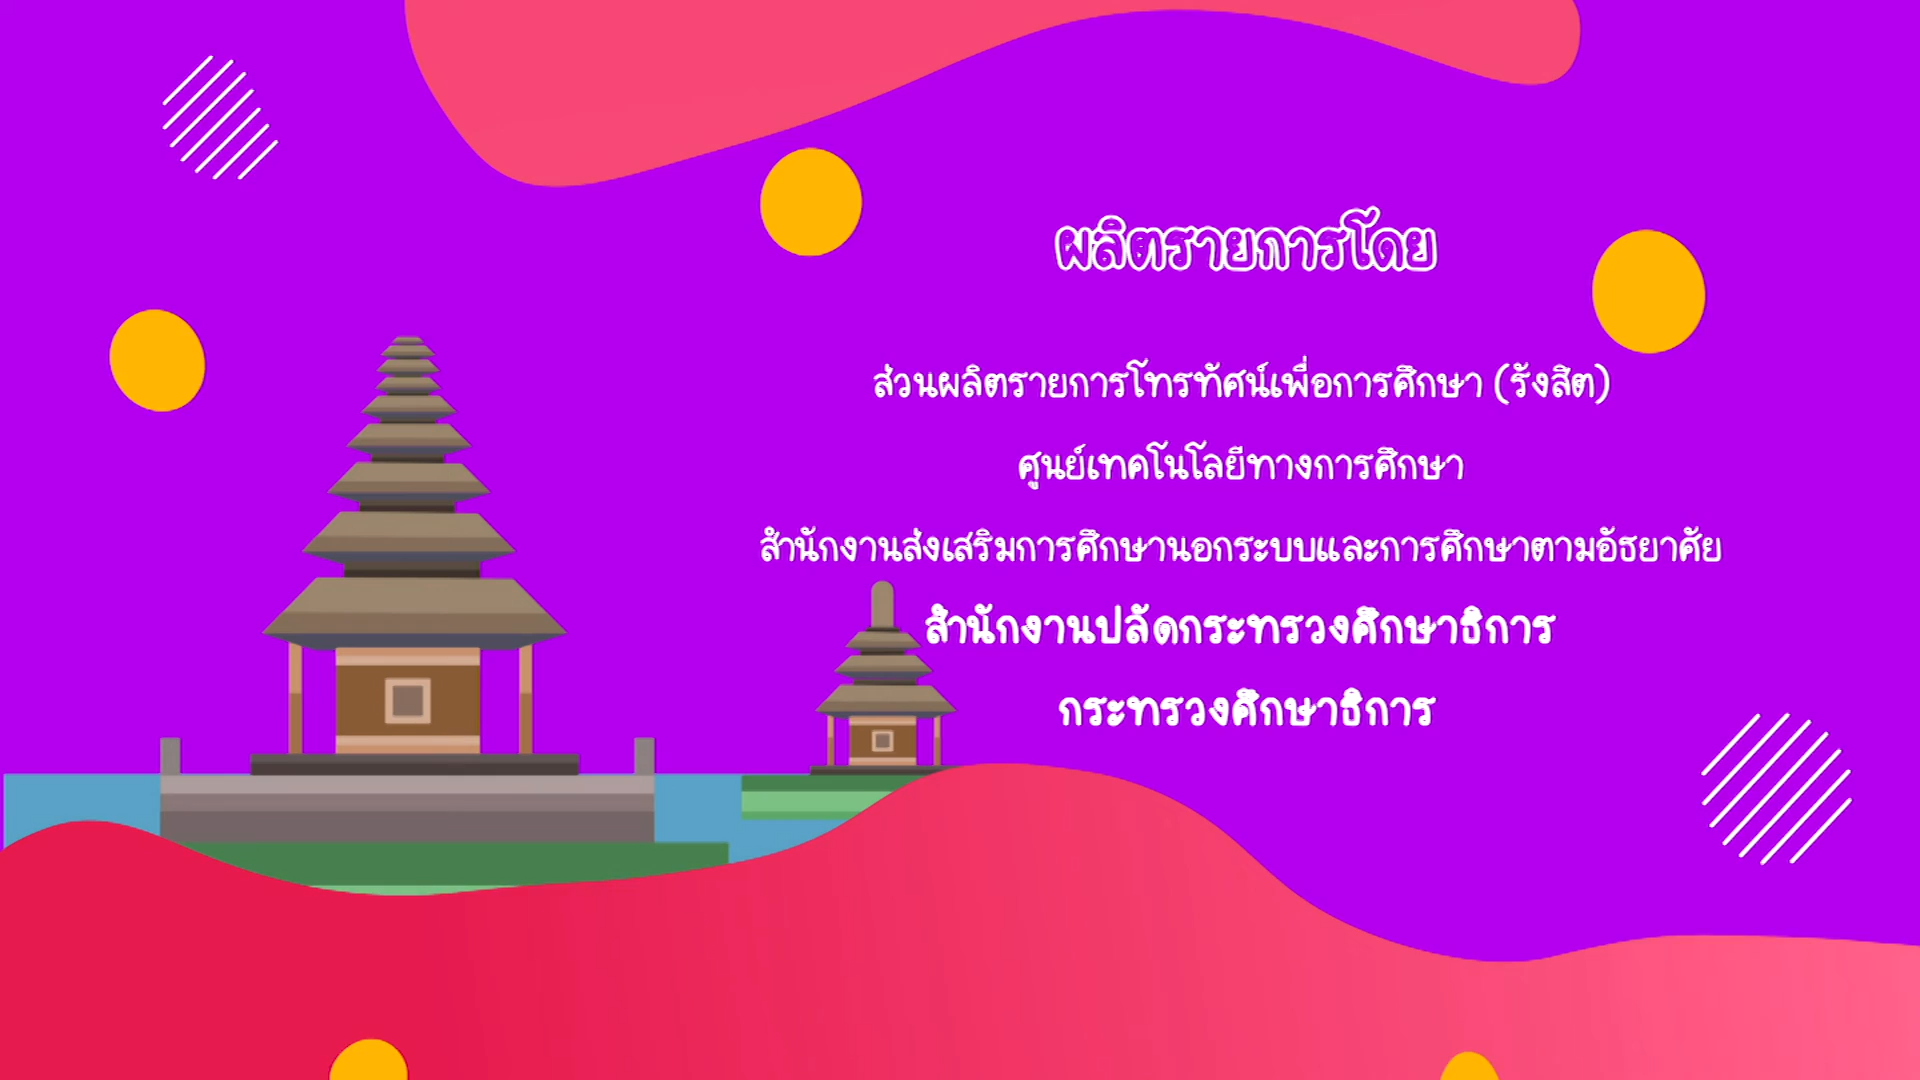 ผลิตรายการโดย
ส่วนผลิตรายการโทรทัศน์เพื่อการศึกษา (รังสิต)
ศูนย์เทคโนโลยีทางการศึกษา
สำนักงานส่งเสริมการศึกษานอกระบบและการศึกษาตามอัธยาศัย
สำนักงานปลัดกระทรวงศึกษาธิการ
กระทรวงศึกษาธิการ